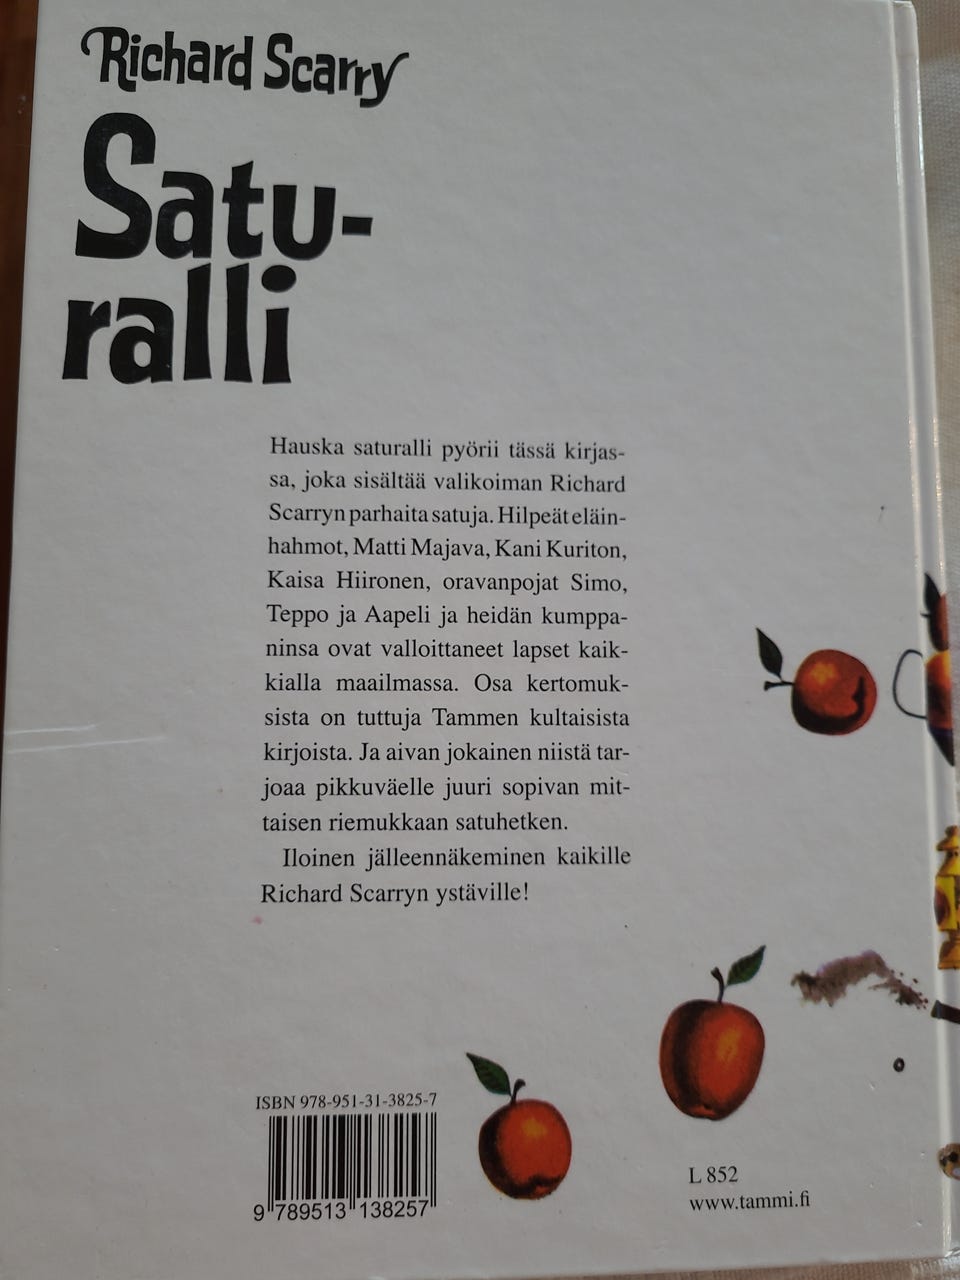 Richard Scarry
Satu-
ralli
Hauska saturalli pyörii tässä kirjas-
sa, joka sisältää valikoiman Richard
Scarryn parhaita satuja. Hilpeät eläin-
hahmot, Matti Majava, Kani Kuriton,
Kaisa Hiironen, oravanpojat Simo,
Teppo ja Aapeli ja heidän kumppa-
ninsa ovat valloittaneet lapset kaik-
kialla maailmassa. Osa kertomuk-
sista on tuttuja Tammen kultaisista
kirjoista. Ja aivan jokainen niistä tar-
joaa pikkuväelle juuri sopivan mit-
taisen riemukkaan satuhetken.
Iloinen jälleennäkeminen kaikille
Richard Scarryn ystäville!
ISBN 978-951-31-3825-7
9 789513 138257
L 852
www.tammi.fi